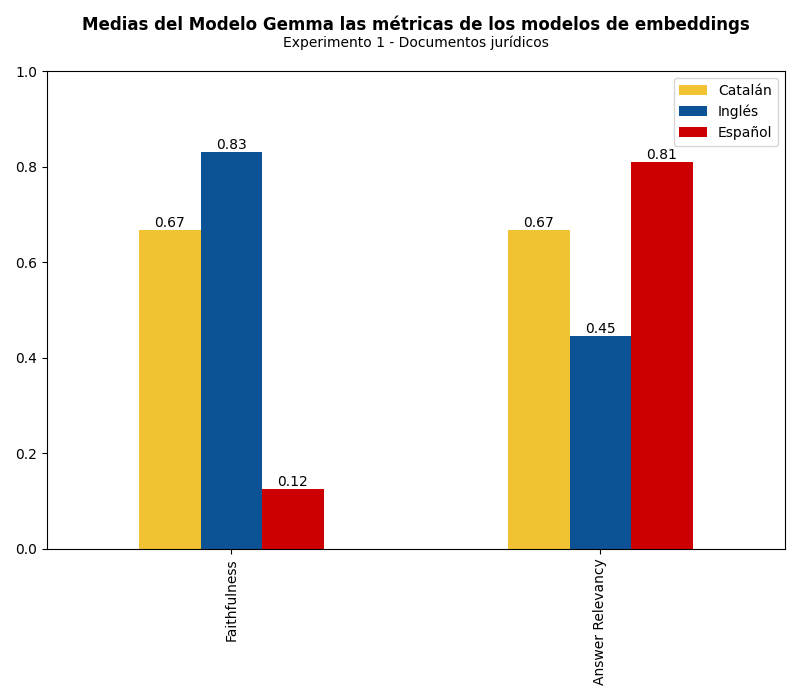 Medias del Modelo Gemma las métricas de los modelos de embeddings
Experimento 1 - Documentos jurídicos
1.0
0.8
0.6
0.4
0.2
0.0
Catalán
Inglés
Español
0.67
0.83
0.12
0.67
0.45
0.81
Faithfulness
Answer Relevancy